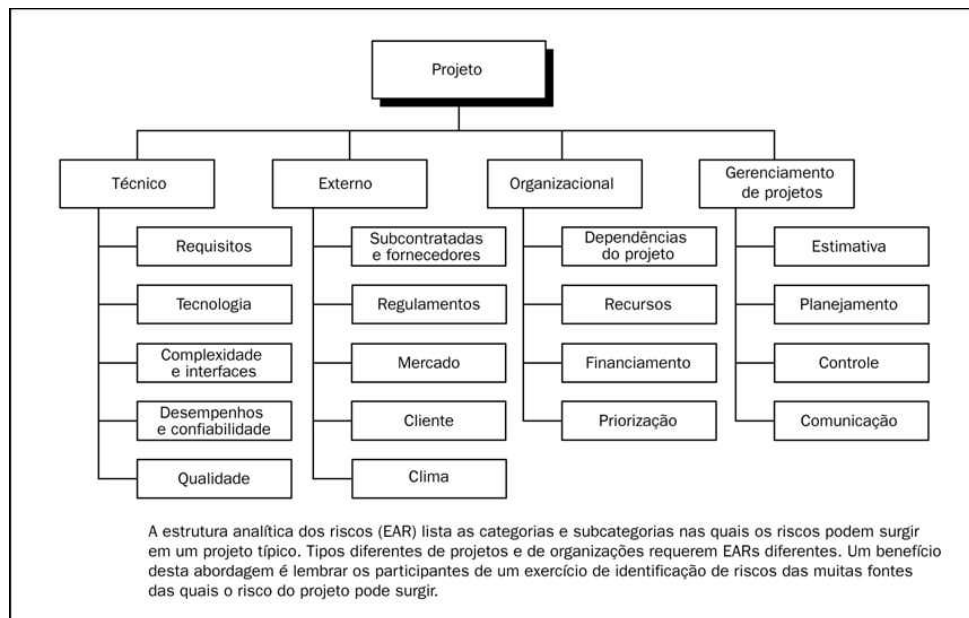 Projeto
Técnico
Externo
Organizacional
Gerenciamento
de projetos
Requisitos
Subcontratadas
e fornecedores
Dependências
do projeto
Estimativa
Tecnologia
Regulamentos
Recursos
Planejamento
Complexidade
e interfaces
Mercado
Financiamento
Controle
Desempenhos
e confiabilidade
Cliente
Priorização
Comunicação
Qualidade
Clima
A estrutura analítica dos riscos (EAR) lista as categorias e subcategorias nas quais os riscos podem surgir
em um projeto típico. Tipos diferentes de projetos e de organizações requerem EARs diferentes. Um benefício
desta abordagem é lembrar os participantes de um exercício de identificação de riscos das muitas fontes
das quais o risco do projeto pode surgir.